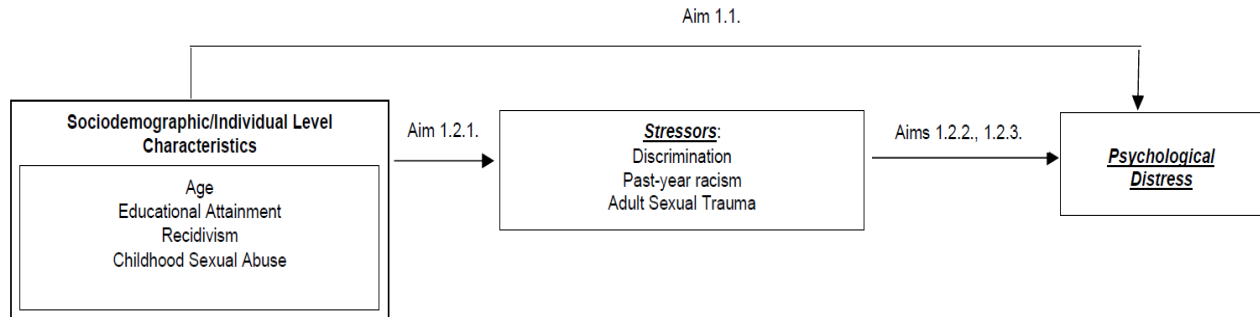 Aim 1.1.
Sociodemographic/Individual Level
Characteristics
Age
Educational Attainment
Recidivism
Childhood Sexual Abuse
Aim 1.2.1.
Stressors:
Discrimination
Past-year racism
Adult Sexual Trauma
Aims 1.2.2., 1.2.3.
Psychological
Distress